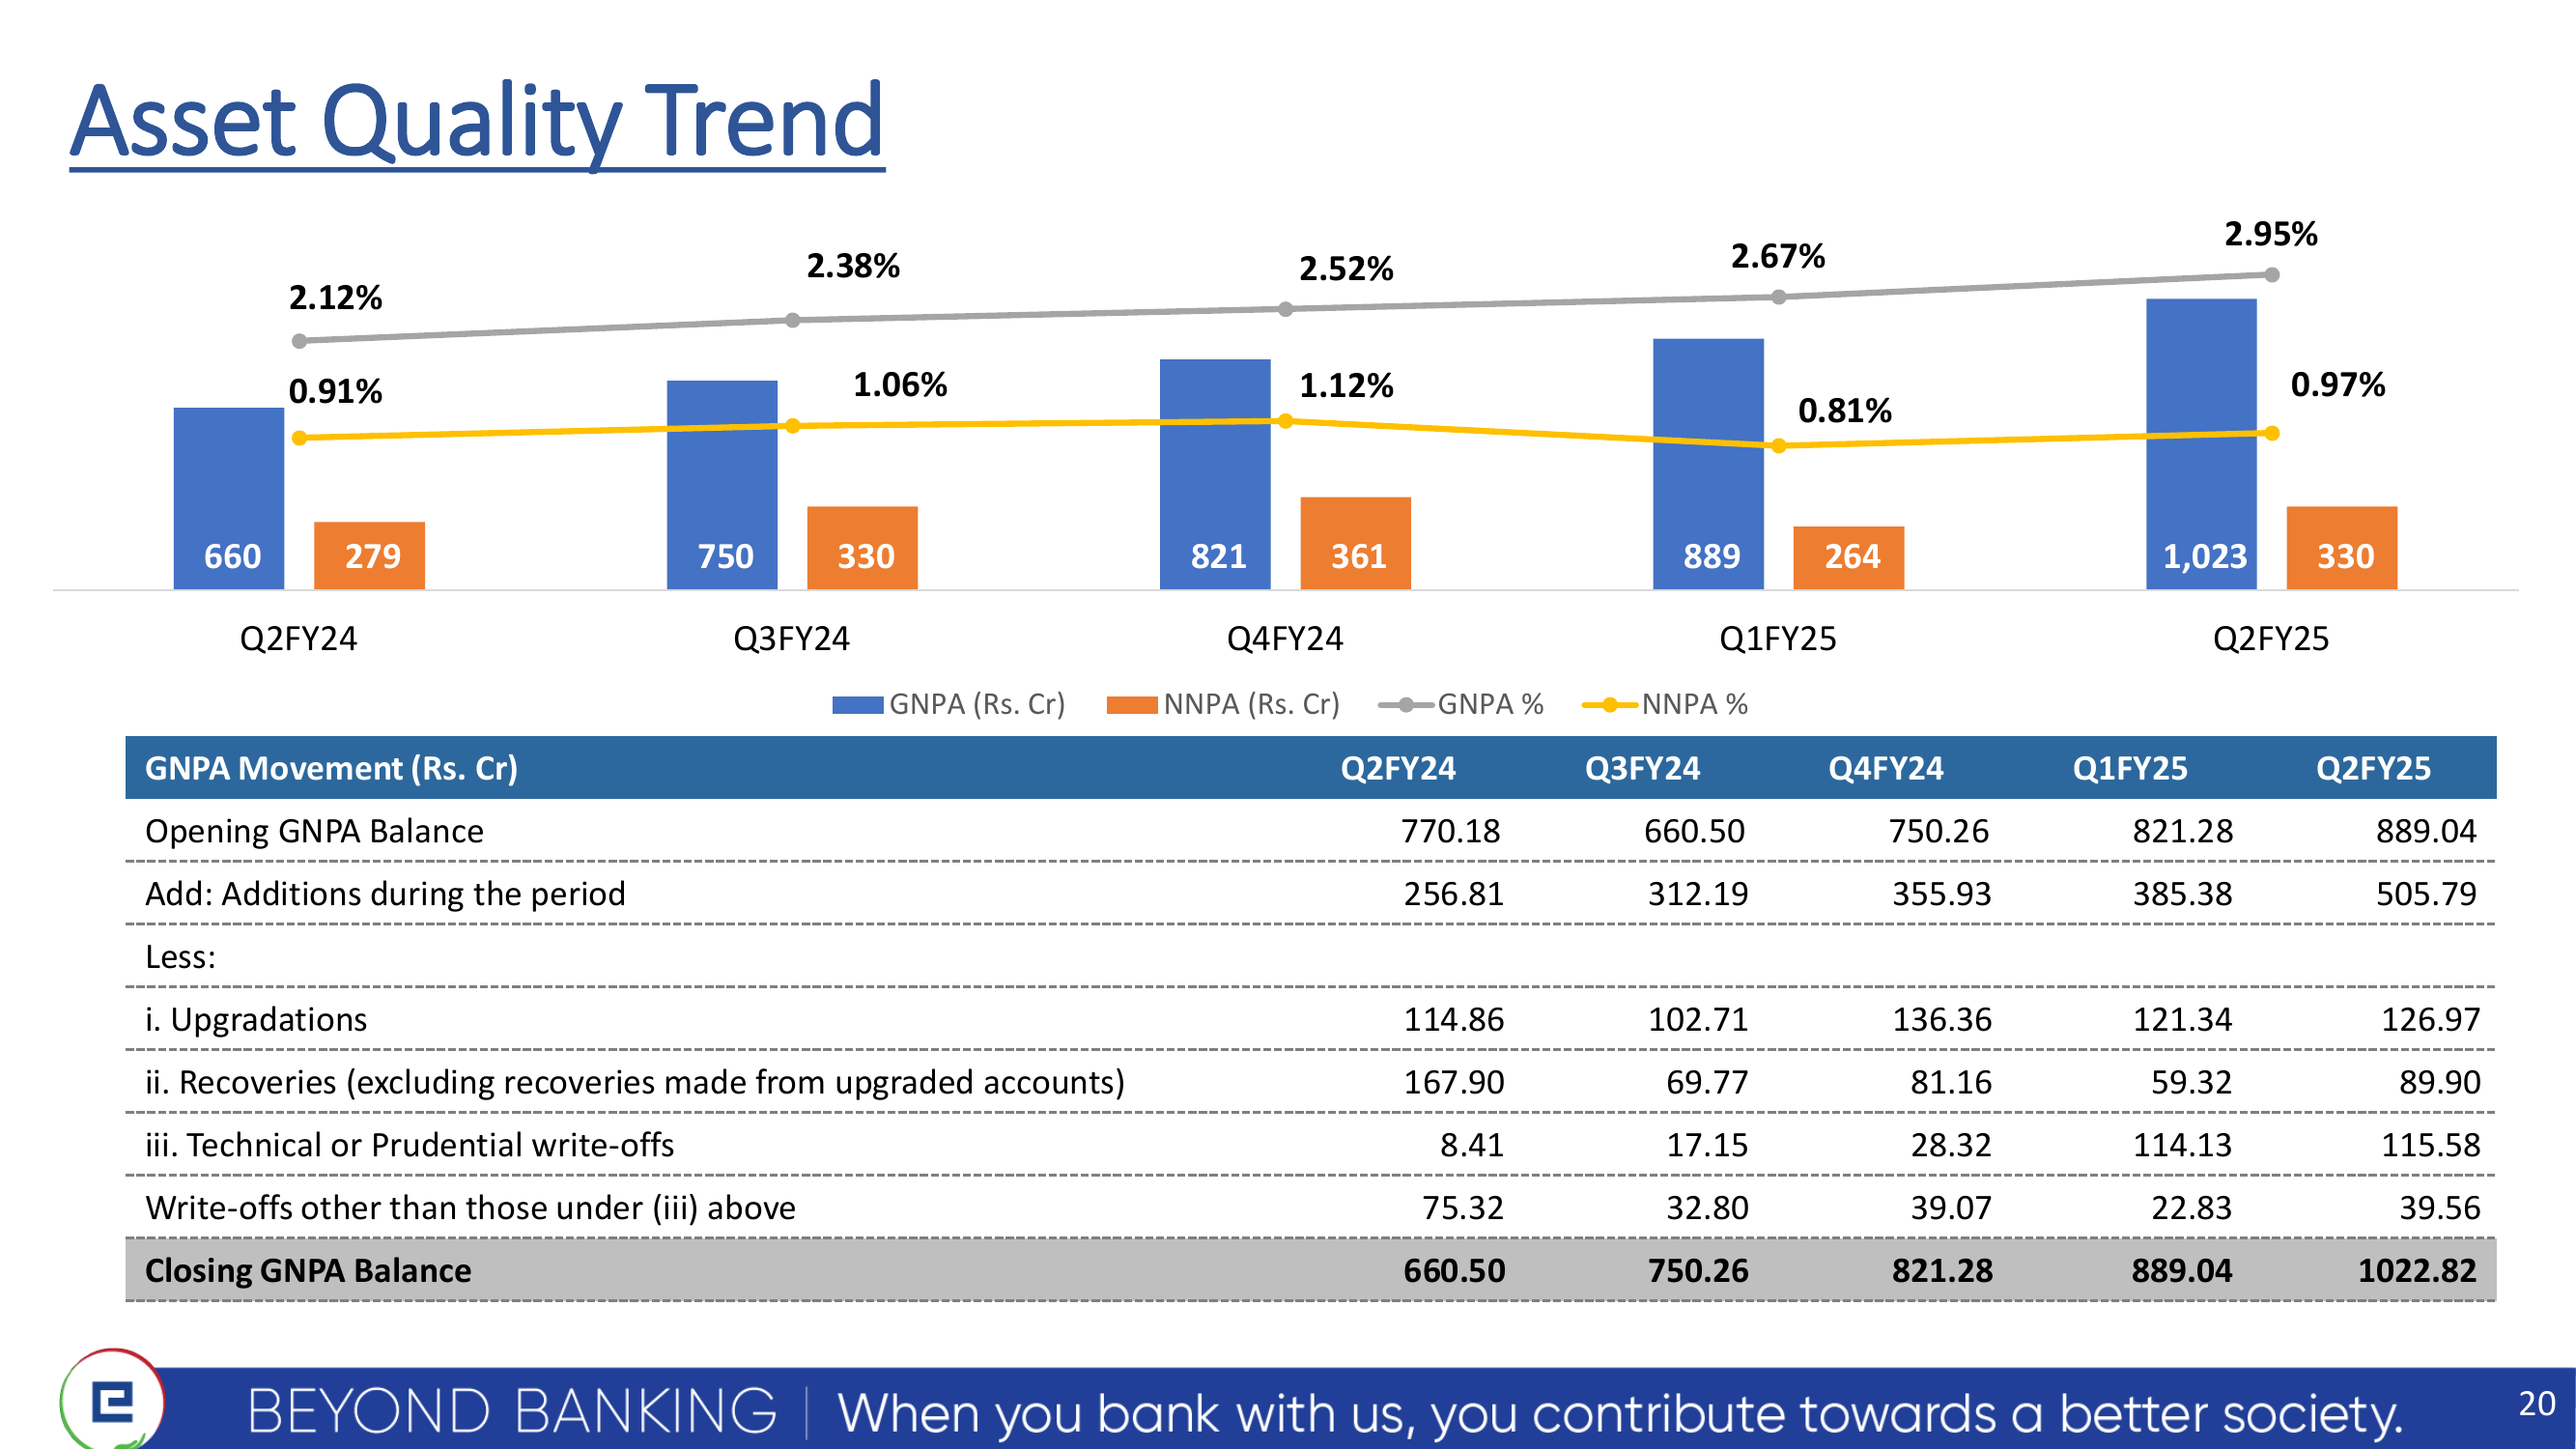 Asset Quality Trend
2.12% 2.38% 2.52% 2.67% 2.95%
0.91% 1.06% 1.12% 0.81% 0.97%
660 279 750 330 821 361 889 264 1,023 330
Q2FY24 Q3FY24 Q4FY24 Q1FY25 Q2FY25
GNPA (Rs. Cr) NNPA (Rs. Cr) GNPA % NNPA %
GNPA Movement (Rs. Cr) Q2FY24 Q3FY24 Q4FY24 Q1FY25 Q2FY25
Opening GNPA Balance 770.18 660.50 750.26 821.28 889.04
Add: Additions during the period 256.81 312.19 355.93 385.38 505.79
Less:
i. Upgradations 114.86 102.71 136.36 121.34 126.97
ii. Recoveries (excluding recoveries made from upgraded accounts) 167.90 69.77 81.16 59.32 89.90
iii. Technical or Prudential write-offs 8.41 17.15 28.32 114.13 115.58
Write-offs other than those under (iii) above 75.32 32.80 39.07 22.83 39.56
Closing GNPA Balance 660.50 750.26 821.28 889.04 1022.82
BEYOND BANKING | When you bank with us, you contribute towards a better society. 20